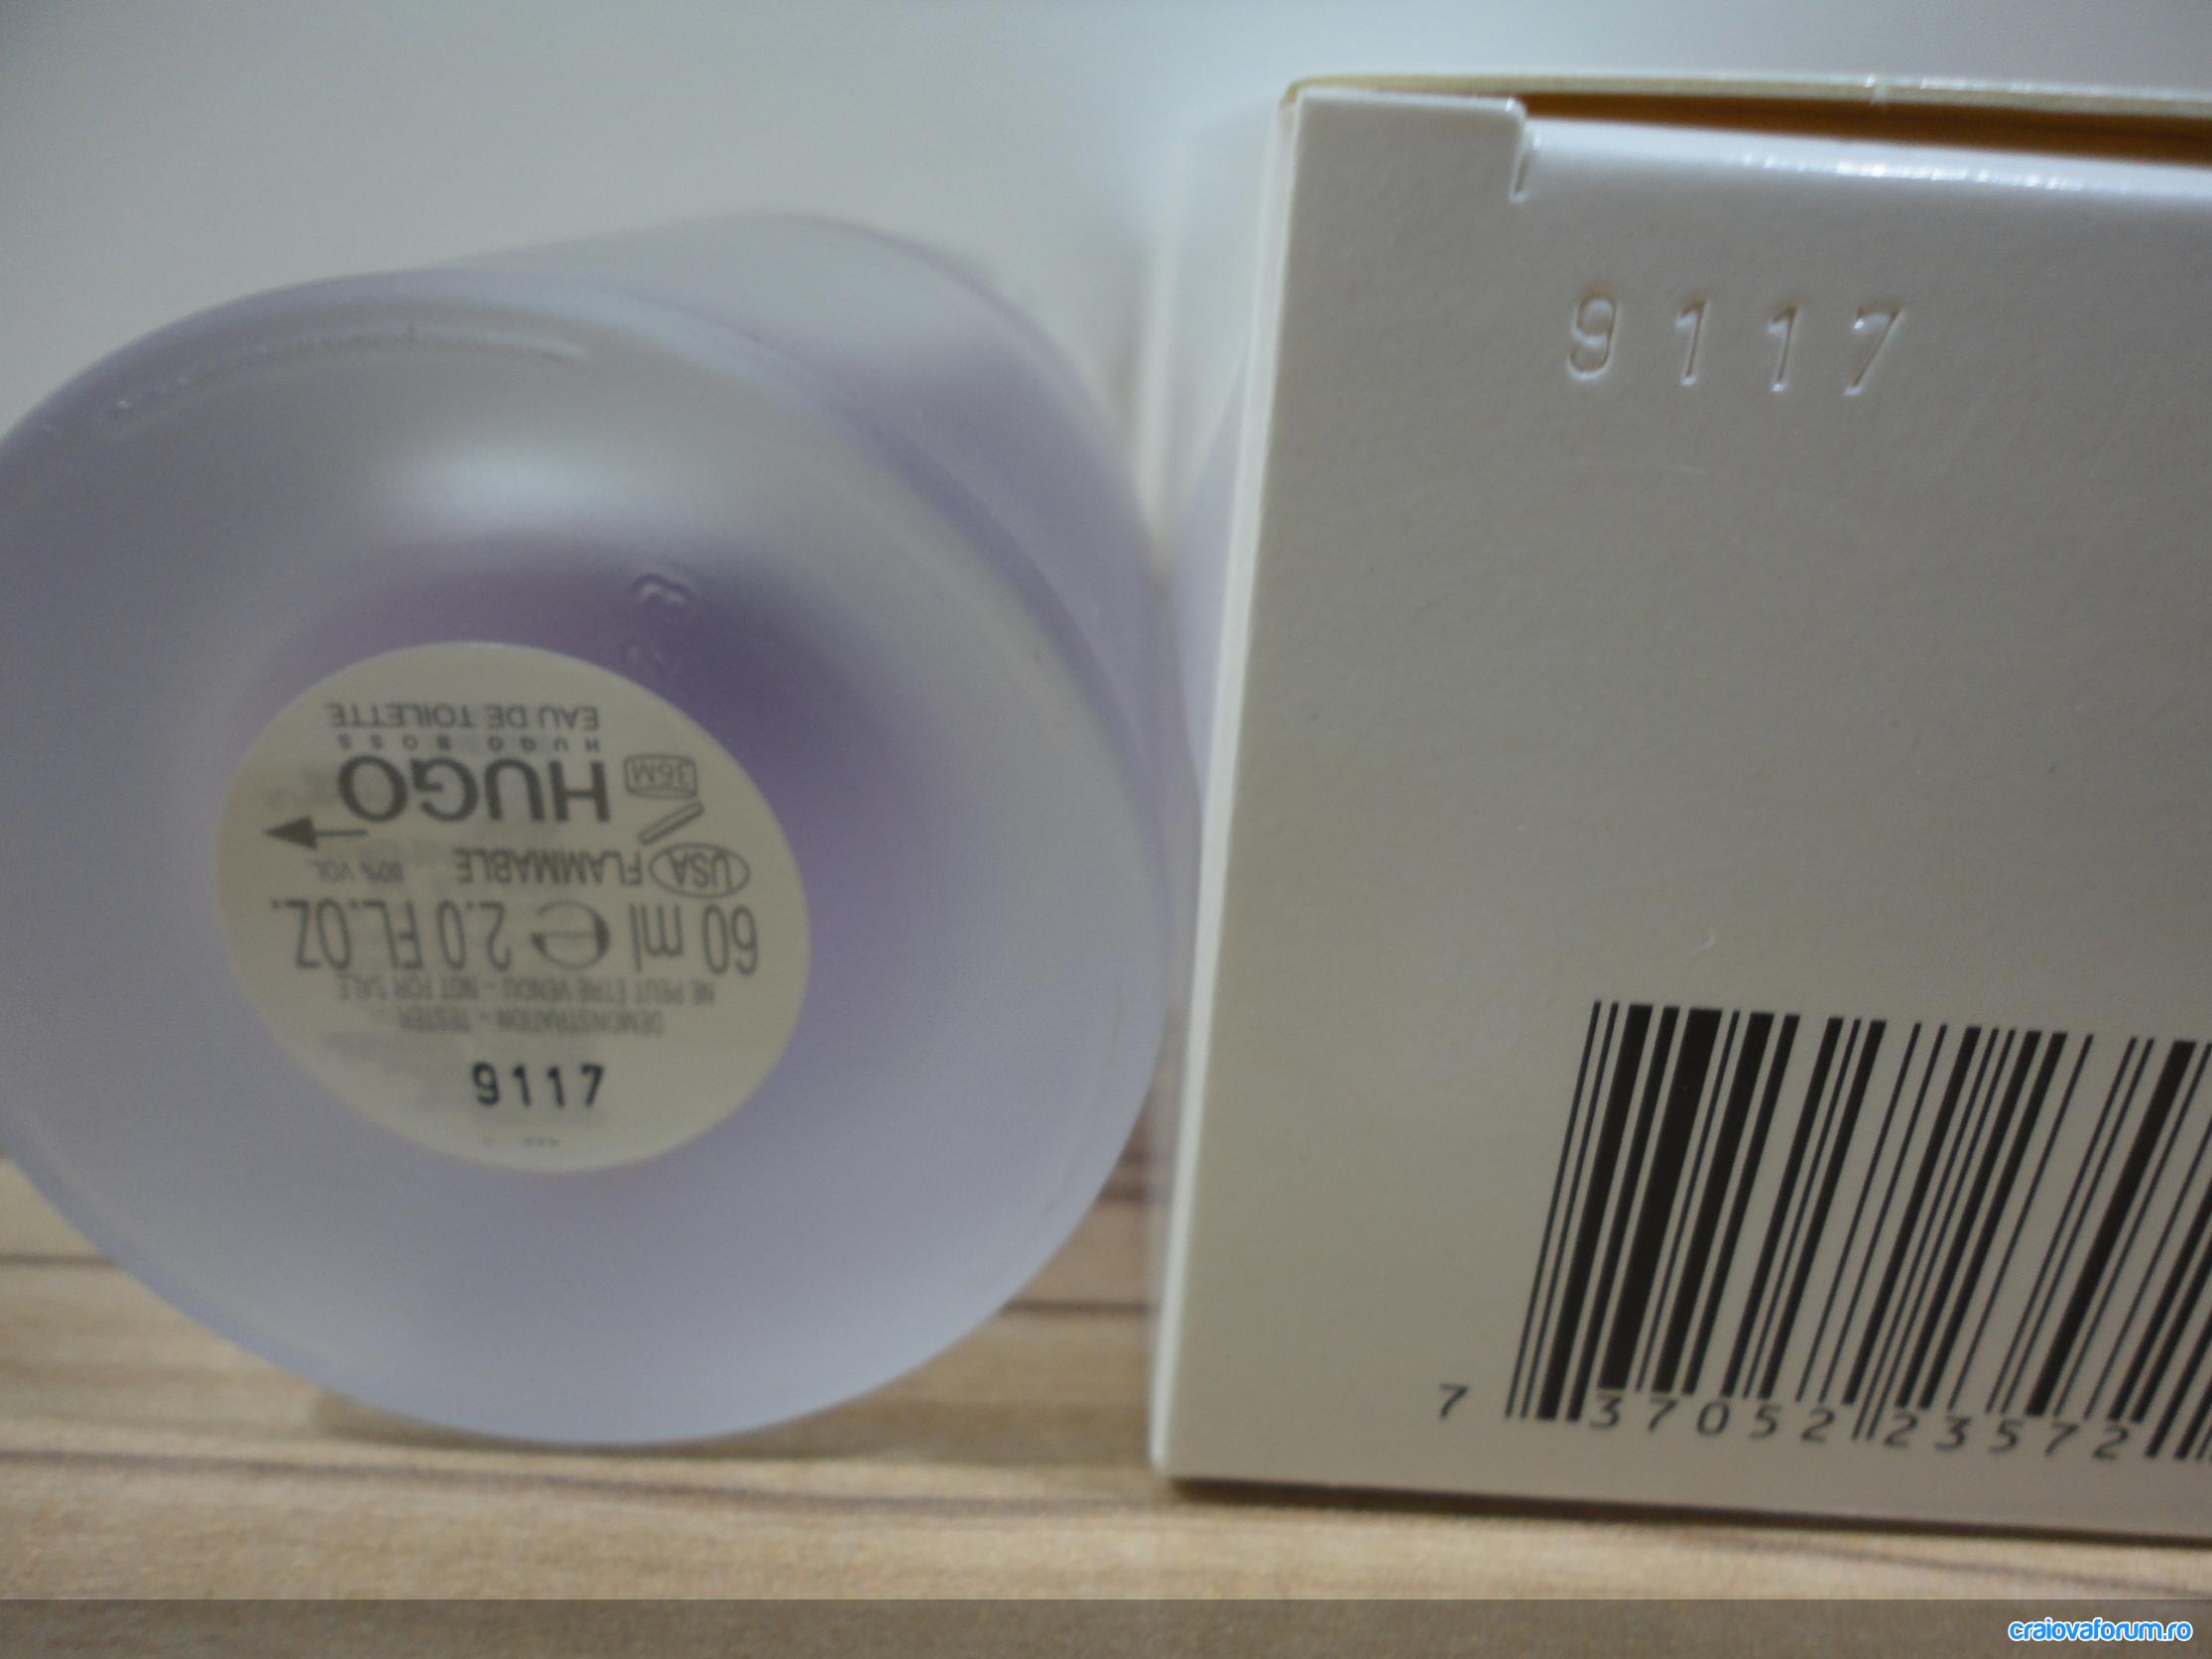 HUGO
HUGO BOSS
EAU DE TOILETTE
36M
USA FLAMMABLE 80% VOL.
60 ml e 2.0 FL.OZ.
NE PEUT ÊTRE VENDU - NOT FOR SALE
DEMONSTRATION - TESTER
9117
9117
7 37052 23572
craiovaforum.ro